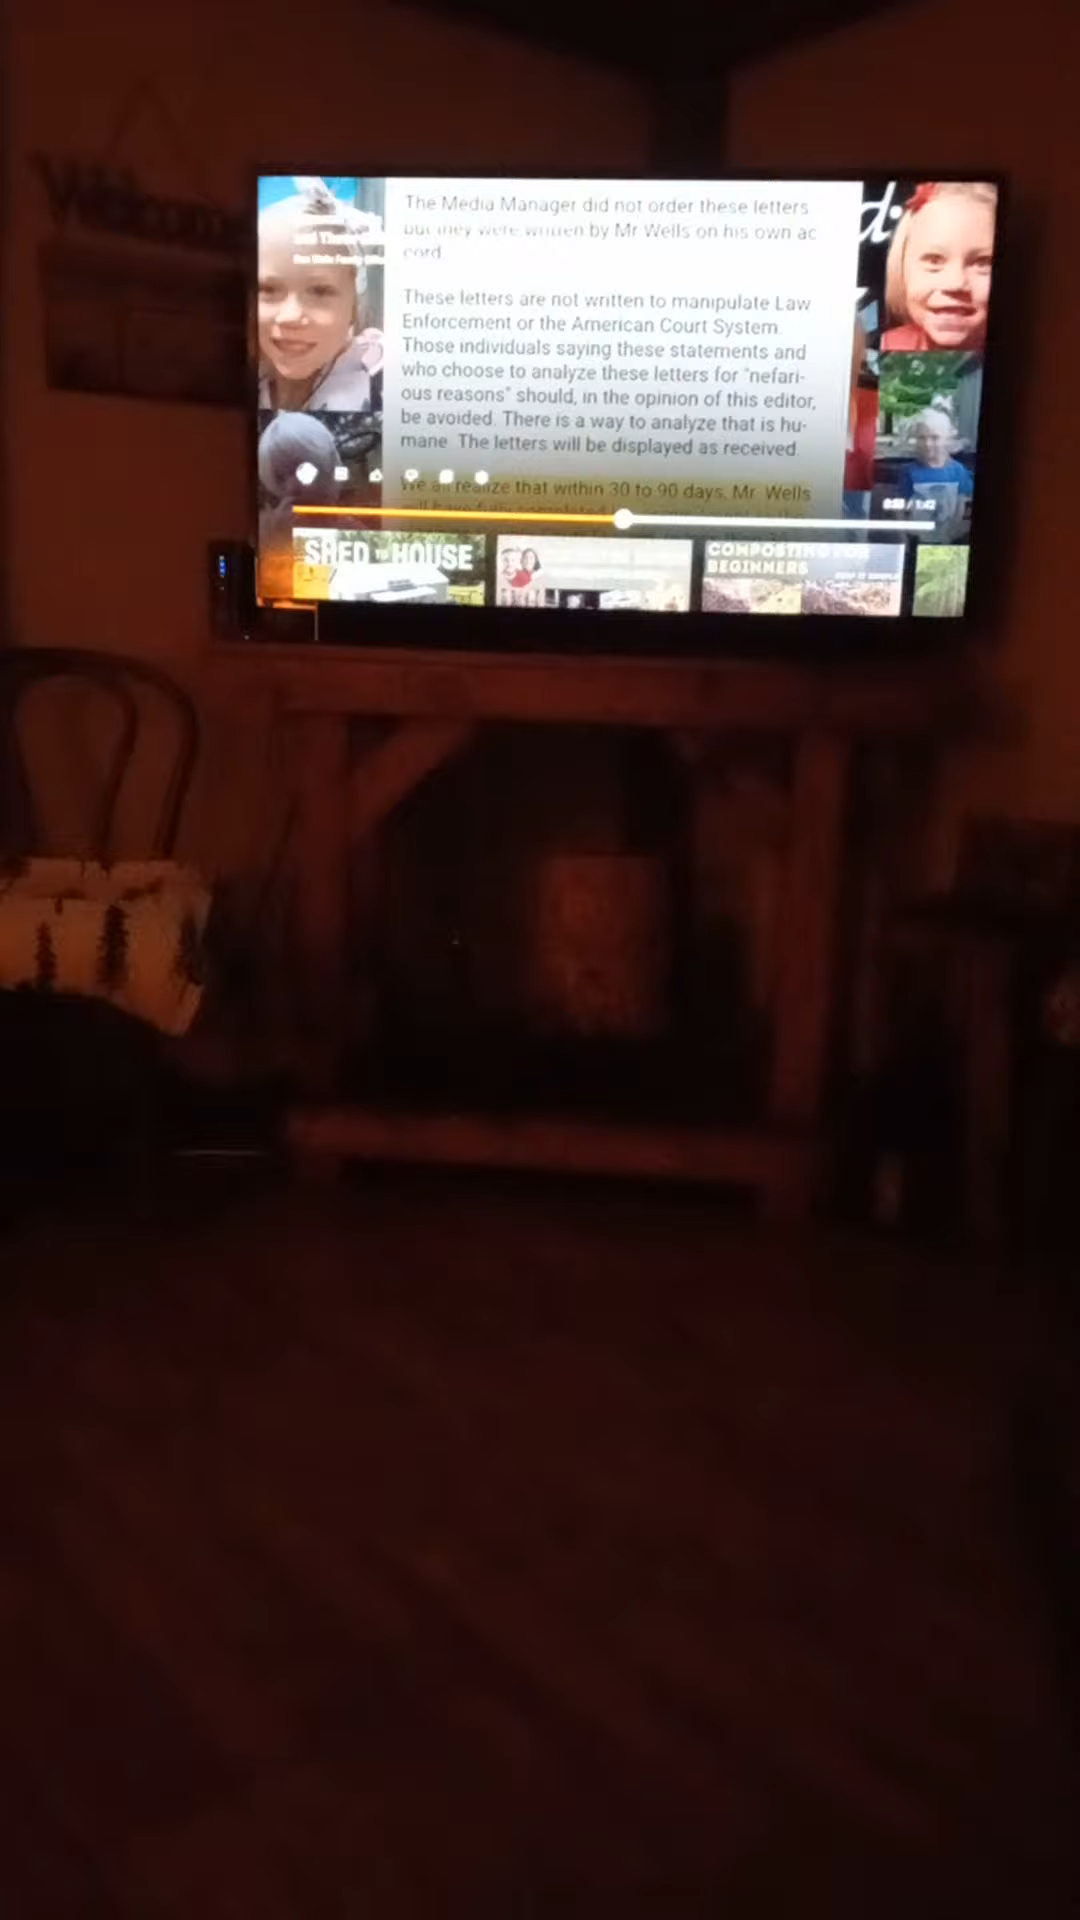 Welcome
The Media Manager did not order these letters
but they were written by Mr Wells on his own ac
cord.
These letters are not written to manipulate Law
Enforcement or the American Court System.
Those individuals saying these statements and
who choose to analyze these letters for "nefari-
ous reasons" should, in the opinion of this editor,
be avoided. There is a way to analyze that is hu-
mane. The letters will be displayed as received.
We all realize that within 30 to 90 days, Mr. Wells
d:
SHED TO HOUSE
COMPOSTING FOR
BEGINNERS